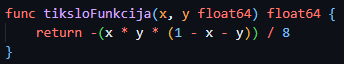 func tiksloFunkcija(x, y float64) float64 {
    return -(x * y * (1 - x - y)) / 8
}